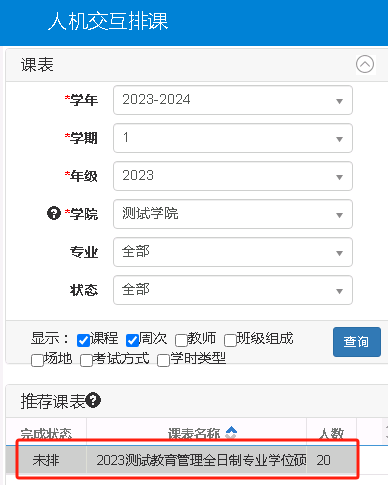 人机交互排课
课表
*学年 2023-2024
*学期 1
*年级 2023
*学院 测试学院
专业 全部
状态 全部
显示： 课程 周次 教师 班级组成
场地 考试方式 学时类型
查询
推荐课表
完成状态 课表名称 人数
未排 2023测试教育管理全日制专业学位硕 20